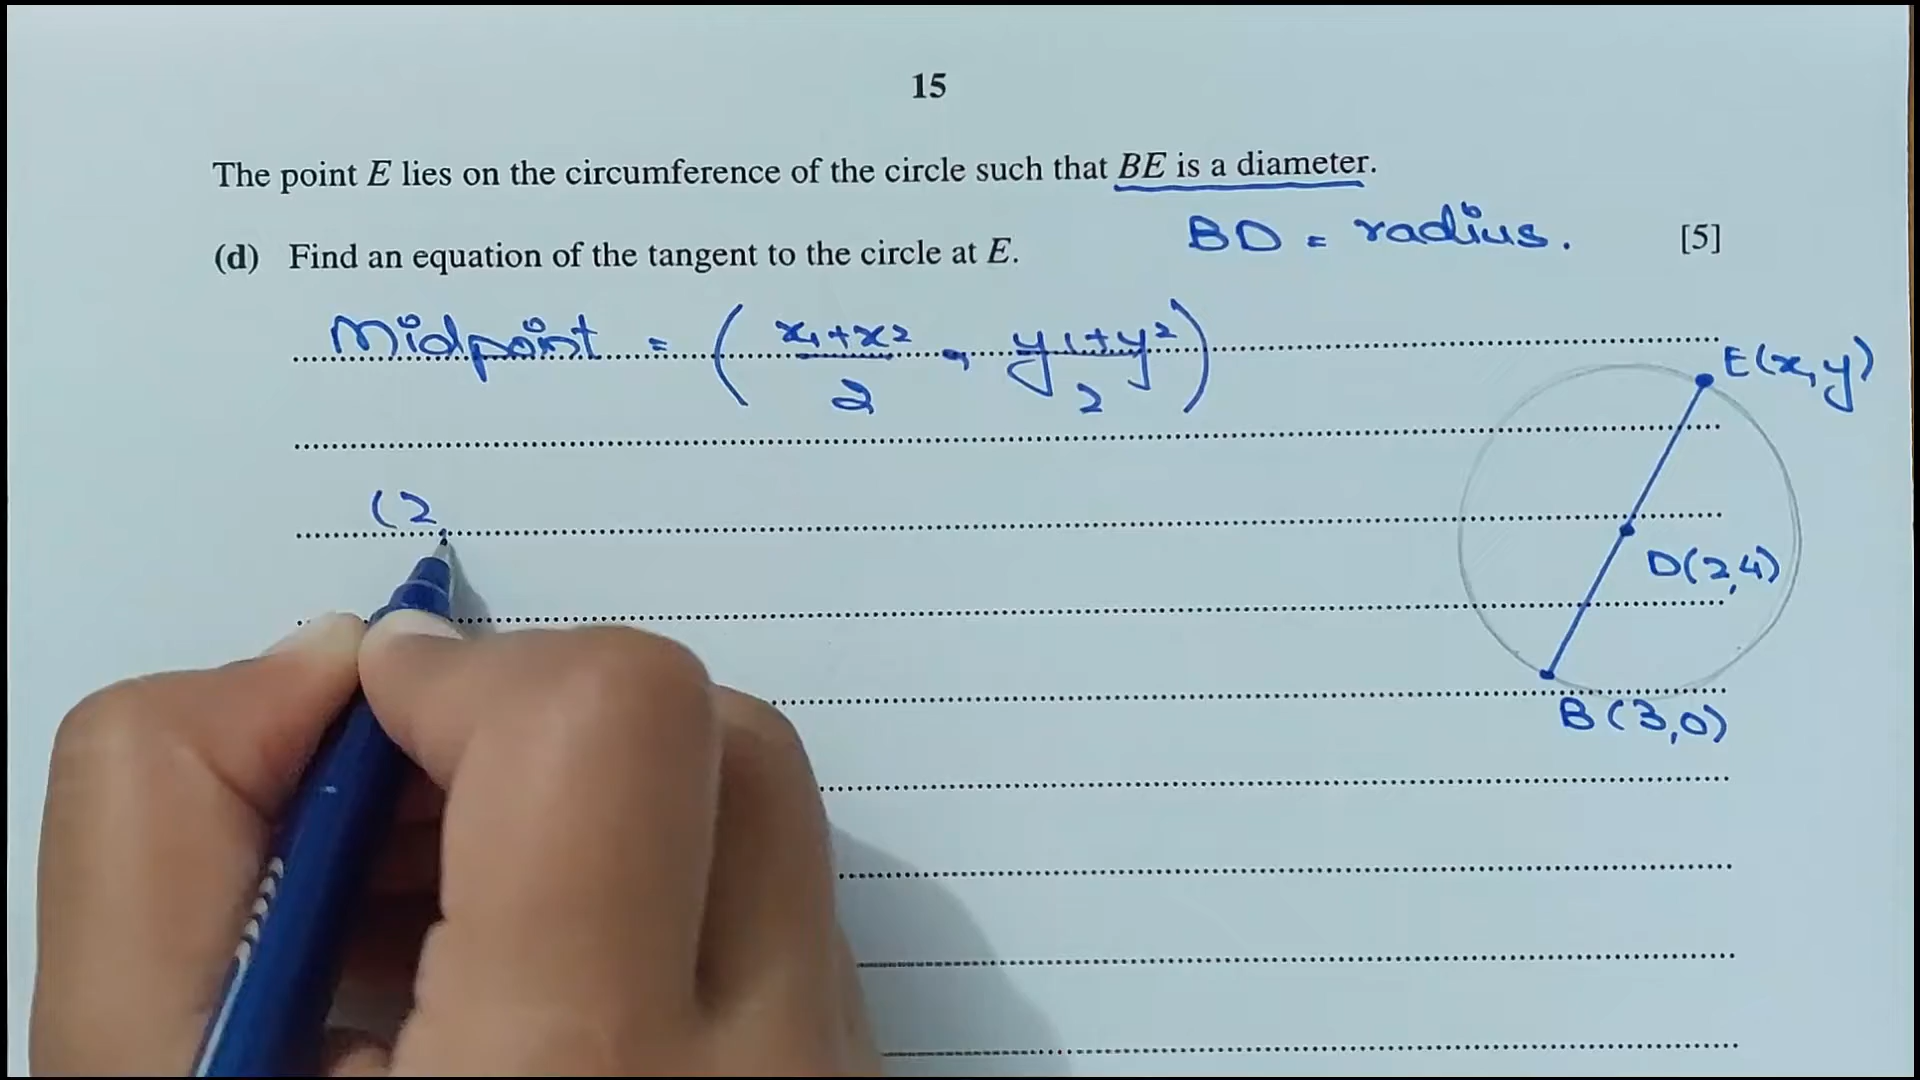 15
The point E lies on the circumference of the circle such that BE is a diameter.
BD = radius.
(d) Find an equation of the tangent to the circle at E. [5]
Midpoint = ( x1+x2 / 2 , y1+y2 / 2 )
E(x,y)
(2
D(2,4)
B(3,0)